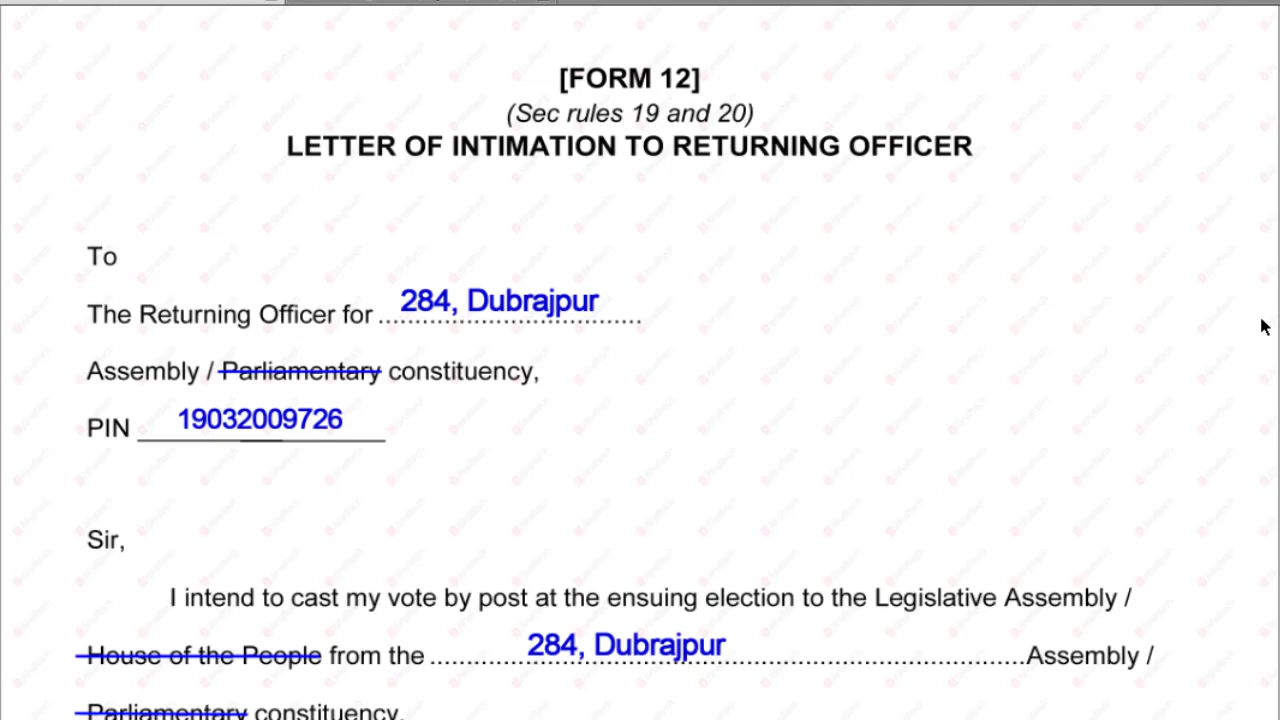 [FORM 12]
(Sec rules 19 and 20)
LETTER OF INTIMATION TO RETURNING OFFICER
To
The Returning Officer for ...284, Dubrajpur......
Assembly / Parliamentary constituency,
PIN 19032009726
Sir,
I intend to cast my vote by post at the ensuing election to the Legislative Assembly /
House of the People from the ......284, Dubrajpur......Assembly /
Parliamentary constituency.